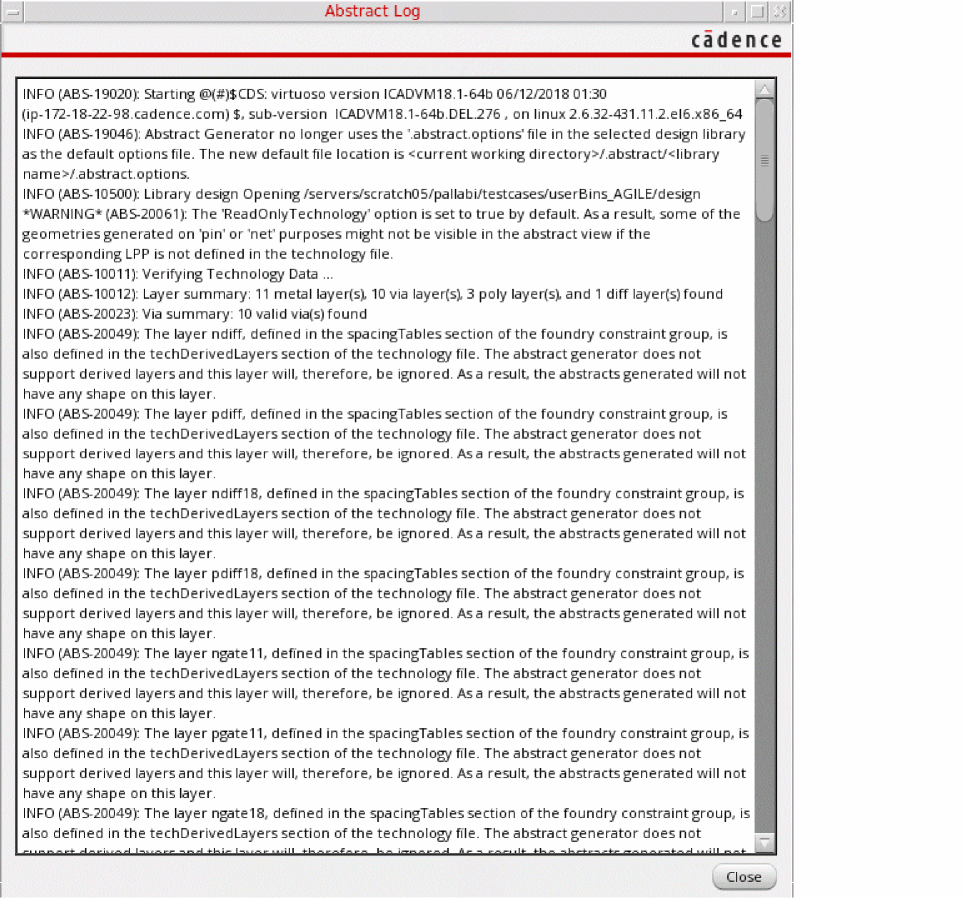 Abstract Log
cādence
INFO (ABS-19020): Starting @(#)$CDS: virtuoso version ICADVM18.1-64b 06/12/2018 01:30
(ip-172-18-22-98.cadence.com) $, sub-version  ICADVM18.1-64b.DEL.276 , on linux 2.6.32-431.11.2.el6.x86_64
INFO (ABS-19046): Abstract Generator no longer uses the '.abstract.options' file in the selected design library
as the default options file. The new default file location is <current working directory>/.abstract/<library
name>/.abstract.options.
INFO (ABS-10500): Library design Opening /servers/scratch05/pallabi/testcases/userBins_AGILE/design
*WARNING* (ABS-20061): The 'ReadOnlyTechnology' option is set to true by default. As a result, some of the
geometries generated on 'pin' or 'net' purposes might not be visible in the abstract view if the
corresponding LPP is not defined in the technology file.
INFO (ABS-10011): Verifying Technology Data ...
INFO (ABS-10012): Layer summary: 11 metal layer(s), 10 via layer(s), 3 poly layer(s), and 1 diff layer(s) found
INFO (ABS-20023): Via summary: 10 valid via(s) found
INFO (ABS-20049): The layer ndiff, defined in the spacingTables section of the foundry constraint group, is
also defined in the techDerivedLayers section of the technology file. The abstract generator does not
support derived layers and this layer will, therefore, be ignored. As a result, the abstracts generated will not
have any shape on this layer.
INFO (ABS-20049): The layer pdiff, defined in the spacingTables section of the foundry constraint group, is
also defined in the techDerivedLayers section of the technology file. The abstract generator does not
support derived layers and this layer will, therefore, be ignored. As a result, the abstracts generated will not
have any shape on this layer.
INFO (ABS-20049): The layer ndiff18, defined in the spacingTables section of the foundry constraint group, is
also defined in the techDerivedLayers section of the technology file. The abstract generator does not
support derived layers and this layer will, therefore, be ignored. As a result, the abstracts generated will not
have any shape on this layer.
INFO (ABS-20049): The layer pdiff18, defined in the spacingTables section of the foundry constraint group, is
also defined in the techDerivedLayers section of the technology file. The abstract generator does not
support derived layers and this layer will, therefore, be ignored. As a result, the abstracts generated will not
have any shape on this layer.
INFO (ABS-20049): The layer ngate11, defined in the spacingTables section of the foundry constraint group, is
also defined in the techDerivedLayers section of the technology file. The abstract generator does not
support derived layers and this layer will, therefore, be ignored. As a result, the abstracts generated will not
have any shape on this layer.
INFO (ABS-20049): The layer pgate11, defined in the spacingTables section of the foundry constraint group, is
also defined in the techDerivedLayers section of the technology file. The abstract generator does not
support derived layers and this layer will, therefore, be ignored. As a result, the abstracts generated will not
have any shape on this layer.
INFO (ABS-20049): The layer ngate18, defined in the spacingTables section of the foundry constraint group, is
also defined in the techDerivedLayers section of the technology file. The abstract generator does not
support derived layers and this layer will, therefore, be ignored. As a result, the abstracts generated will not
Close